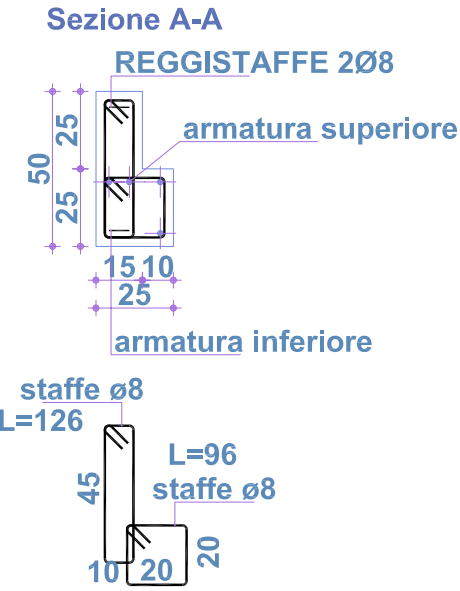 Sezione A-A
REGGISTAFFE 2Ø8
armatura superiore
25
50
25
15 10
25
armatura inferiore
staffe ø8
L=126
L=96
staffe ø8
45
20
10 20